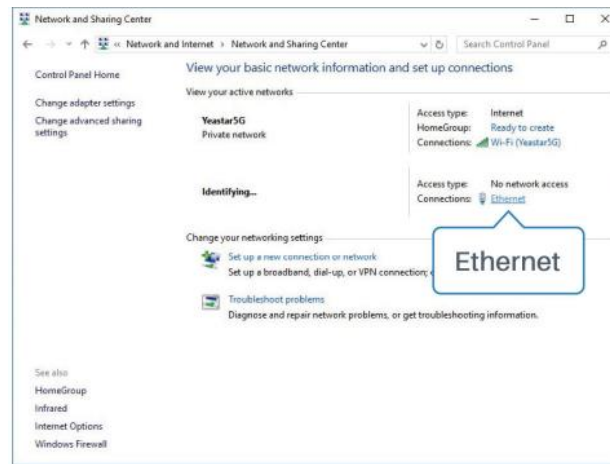 Network and Sharing Center
« Network and Internet > Network and Sharing Center
Search Control Panel
Control Panel Home
Change adapter settings
Change advanced sharing
settings
View your basic network information and set up connections
View your active networks
Yeastar5G
Private network
Access type: Internet
HomeGroup: Ready to create
Connections: Wi-Fi (Yeastar5G)
Identifying...
Access type: No network access
Connections: Ethernet
Ethernet
Change your networking settings
Set up a new connection or network
Set up a broadband, dial-up, or VPN connection;
Troubleshoot problems
Diagnose and repair network problems, or get troubleshooting information.
See also
HomeGroup
Infrared
Internet Options
Windows Firewall